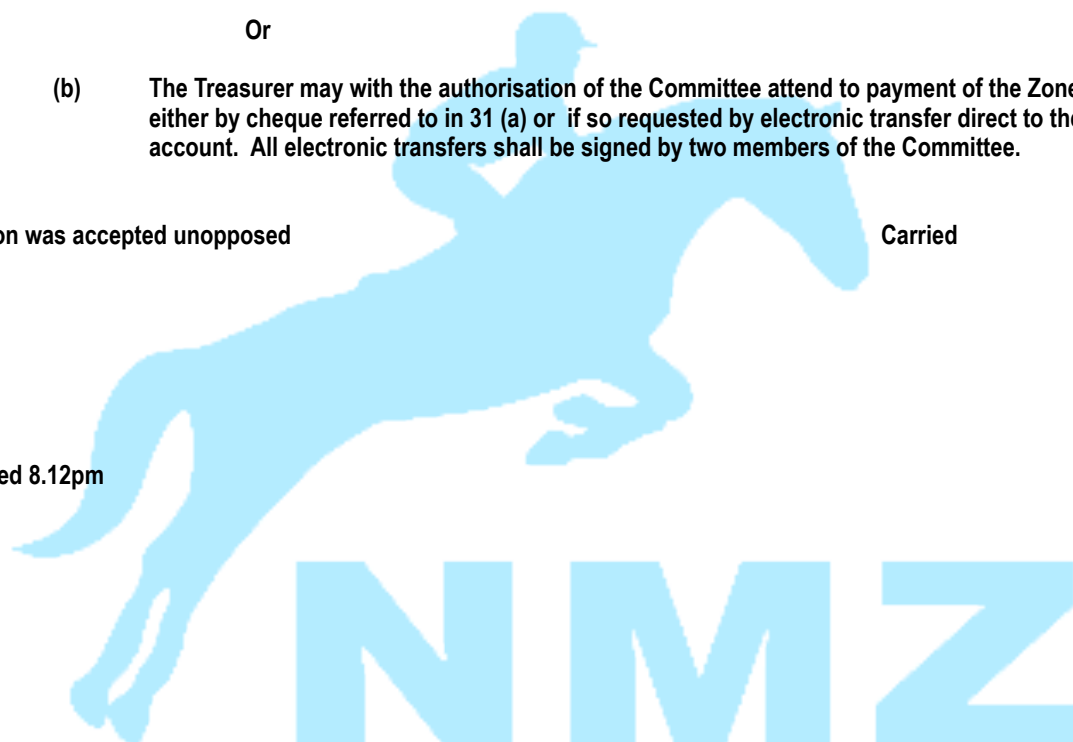 Or
(b) The Treasurer may with the authorisation of the Committee attend to payment of the Zone
either by cheque referred to in 31 (a) or if so requested by electronic transfer direct to the
account. All electronic transfers shall be signed by two members of the Committee.
on was accepted unopposed Carried
ed 8.12pm
NMZ